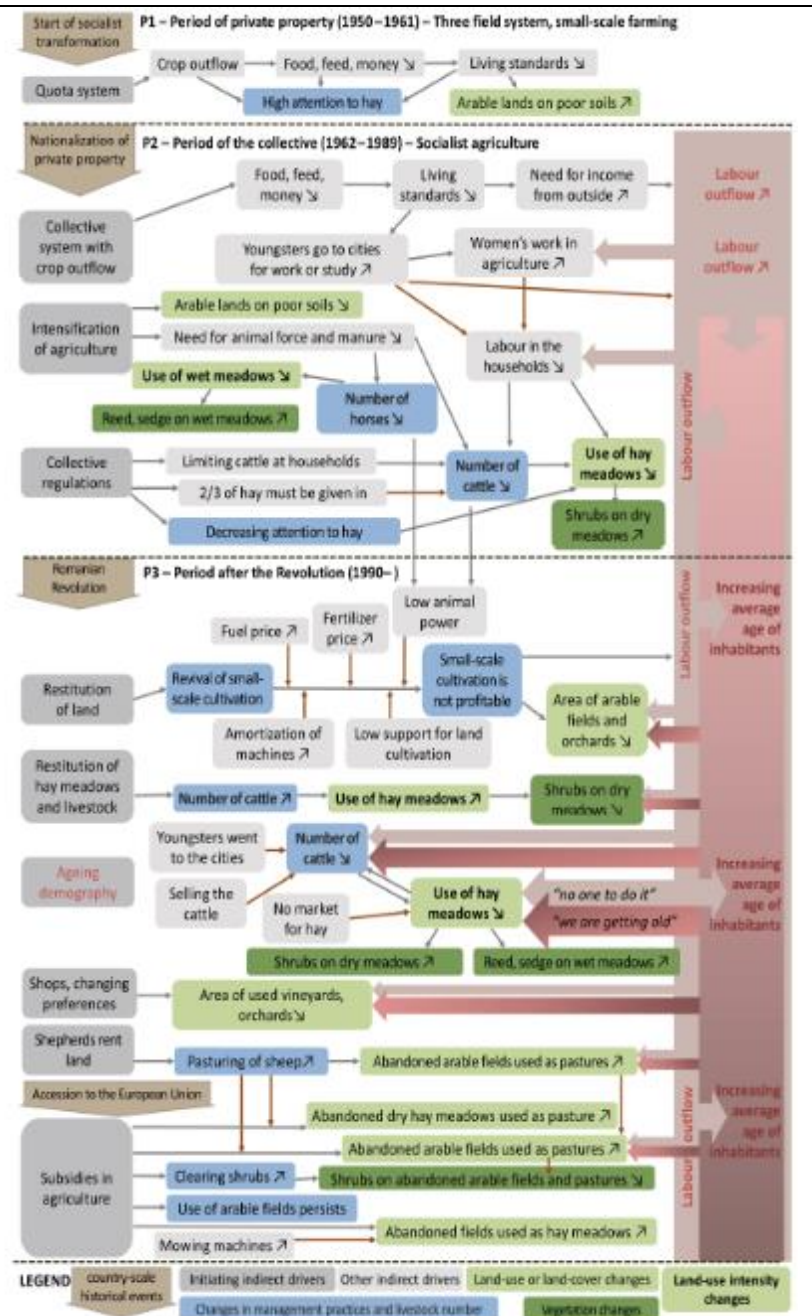 Start of socialist
transformation
P1 – Period of private property (1950–1961) – Three field system, small-scale farming
Quota system
Crop outflow
Food, feed, money ↘
Living standards ↘
High attention to hay
Arable lands on poor soils ↗
Nationalization of
private property
P2 – Period of the collective (1962–1989) – Socialist agriculture
Food, feed,
money ↘
Living
standards ↘
Need for income
from outside ↗
Labour
outflow ↗
Collective
system with
crop outflow
Youngsters go to cities
for work or study ↗
Women's work in
agriculture ↗
Labour
outflow ↗
Intensification
of agriculture
Arable lands on poor soils ↘
Need for animal force and manure ↘
Labour in the
households ↘
Use of wet meadows ↘
Number of
horses ↘
Reed, sedge on wet meadows ↗
Labour outflow
Collective
regulations
Limiting cattle at households
2/3 of hay must be given in
Decreasing attention to hay
Number of
cattle ↘
Use of hay
meadows ↘
Shrubs on dry
meadows ↗
Romanian
Revolution
P3 – Period after the Revolution (1990– )
Low animal
power
Fuel price ↗
Fertilizer
price ↗
Labour outflow
Increasing
average
age of
inhabitants
Restitution
of land
Revival of small-
scale cultivation
Small-scale
cultivation is
not profitable
Amortization of
machines ↗
Low support for land
cultivation
Area of arable
fields and
orchards ↘
Restitution of
hay meadows
and livestock
Number of cattle ↗
Use of hay meadows ↗
Shrubs on dry
meadows ↘
Ageing
demography
Youngsters went
to the cities
Number of
cattle ↘
Selling the
cattle
No market
for hay
Use of hay
meadows ↘
"no one to do it"
"we are getting old"
Increasing
average
age of
inhabitants
Shrubs on dry meadows ↗
Reed, sedge on wet meadows ↗
Shops, changing
preferences
Area of used vineyards,
orchards↘
Shepherds rent
land
Pasturing of sheep↗
Abandoned arable fields used as pastures ↗
Accession to the European Union
Labour outflow
Increasing
average
age of
inhabitants
Subsidies in
agriculture
Abandoned dry hay meadows used as pasture ↗
Abandoned arable fields used as pastures ↗
Clearing shrubs ↗
Shrubs on abandoned arable fields and pastures ↘
Use of arable fields persists
Mowing machines ↗
Abandoned fields used as hay meadows ↗
LEGEND
country-scale
historical events
Initiating indirect drivers
Other indirect drivers
Land-use or land-cover changes
Land-use intensity
changes
Changes in management practices and livestock number
Vegetation changes